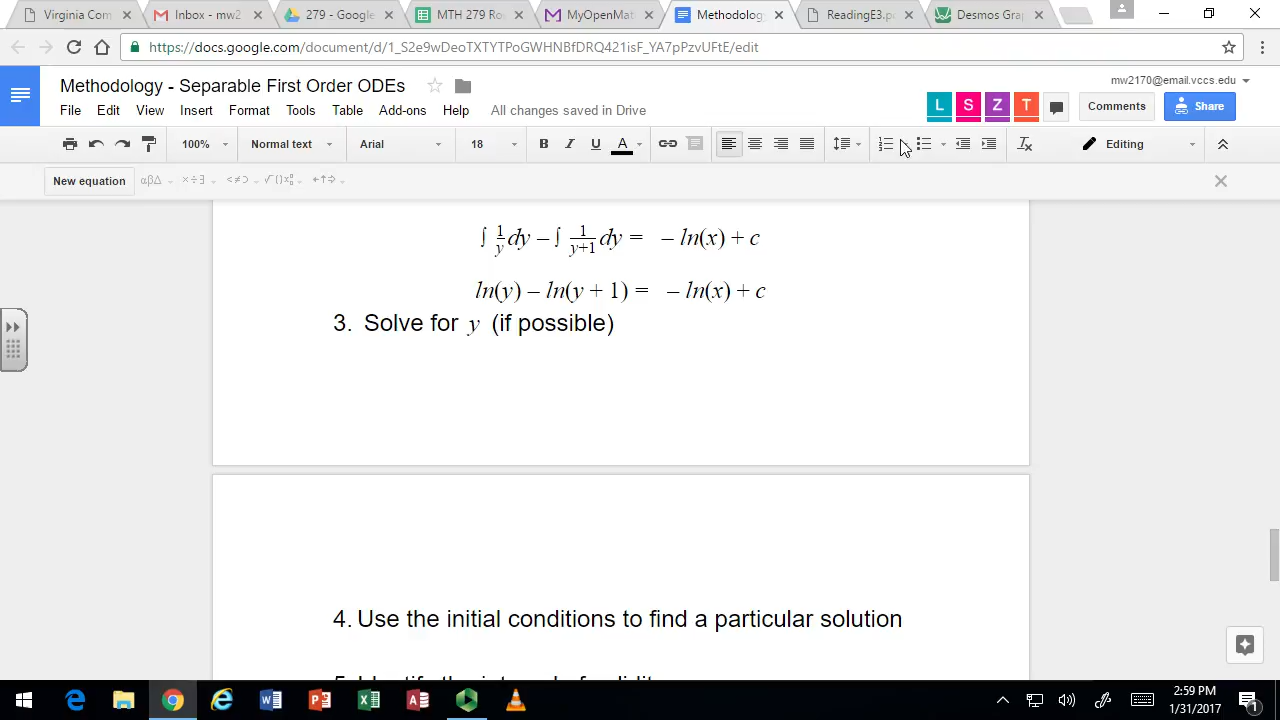 Virginia Com
Inbox - mw2
279 - Google
MTH 279 Ro
MyOpenMat
Methodology
ReadingE3.p
Desmos Gra
https://docs.google.com/document/d/1_S2e9wDeoTXTYTPoGWHNBfDRQ421isF_YA7pPzvUFtE/edit
Methodology - Separable First Order ODEs
mw2170@email.vccs.edu
File Edit View Insert Format Tools Table Add-ons Help All changes saved in Drive
L S Z T Comments Share
100% Normal text Arial 18 B I U A Editing
New equation αβΔ ×÷∃ <≠⊃
∫ 1/y dy – ∫ 1/(y+1) dy = – ln(x) + c
ln(y) – ln(y + 1) = – ln(x) + c
3. Solve for y (if possible)
4. Use the initial conditions to find a particular solution
2:59 PM
1/31/2017
1